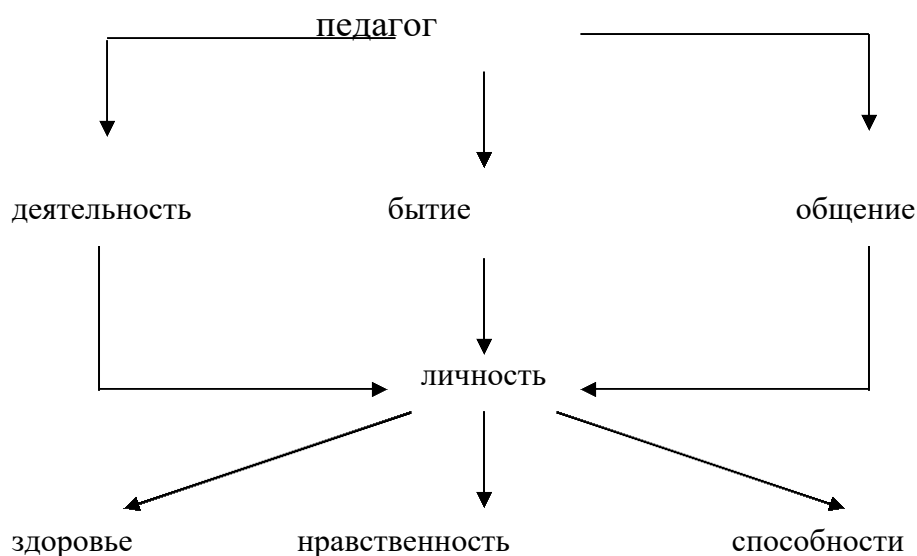 педагог
деятельность бытие общение
личность
здоровье нравственность способности